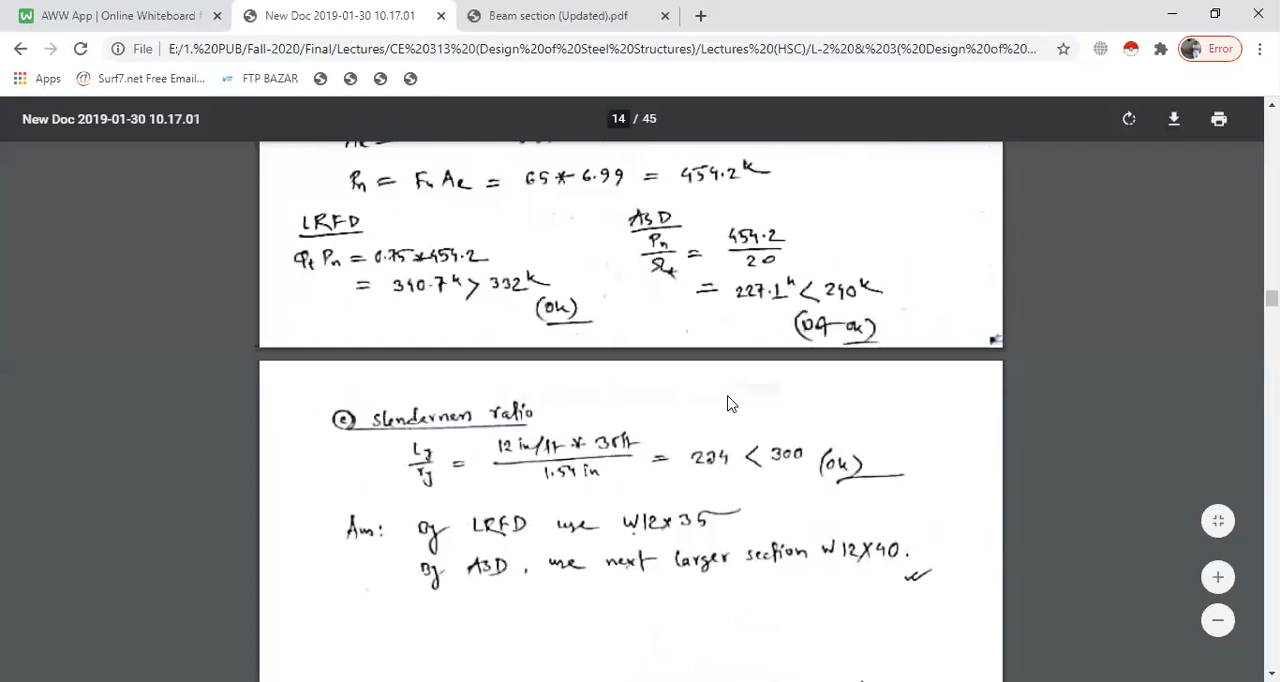 AWW App | Online Whiteboard f
New Doc 2019-01-30 10.17.01
Beam section (Updated).pdf
File
E:/1.%20PUB/Fall-2020/Final/Lectures/CE%20313%20(Design%20of%20Steel%20Structures)/Lectures%20(HSC)/L-2%20&%203(%20Design%20of%20...
Error
Apps
Surf7.net Free Email...
FTP BAZAR
New Doc 2019-01-30 10.17.01
14 / 45
Pn = Fu Ae = 65 * 6.99 = 454.2k
LRFD
Φt Pn = 0.75 * 454.2
= 340.7k > 332k
(OK)
ASD
Pn/Ωt = 454.2/20
= 227.1k < 240k
(Not OK)
(c) Slenderness ratio
Ly/ry = 12 in/ft * 35ft / 1.54 in = 234 < 300 (OK)
Ans: By LRFD use W12x35
By ASD, use next larger section W12X40.